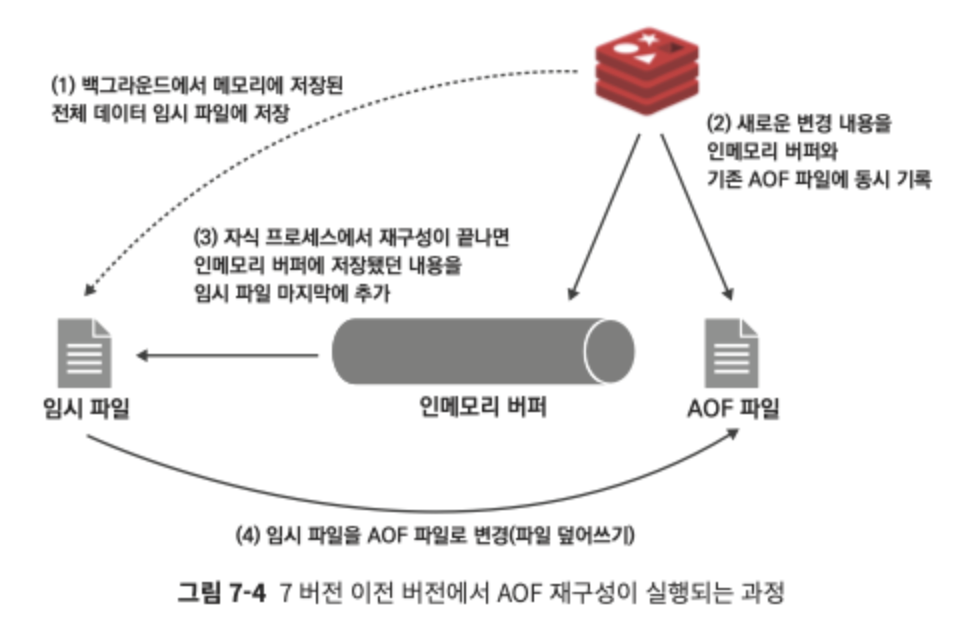 (1) 백그라운드에서 메모리에 저장된
전체 데이터 임시 파일에 저장
(2) 새로운 변경 내용을
인메모리 버퍼와
기존 AOF 파일에 동시 기록
(3) 자식 프로세스에서 재구성이 끝나면
인메모리 버퍼에 저장됐던 내용을
임시 파일 마지막에 추가
임시 파일
인메모리 버퍼
AOF 파일
(4) 임시 파일을 AOF 파일로 변경(파일 덮어쓰기)
그림 7-4 7 버전 이전 버전에서 AOF 재구성이 실행되는 과정